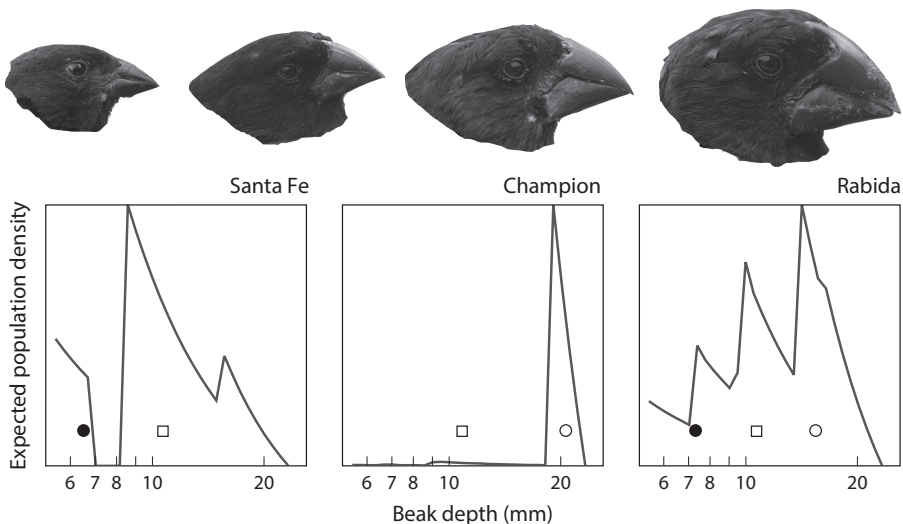 Santa Fe
Champion
Rabida
Expected population density
6 7 8 10 20
6 7 8 10 20
6 7 8 10 20
Beak depth (mm)